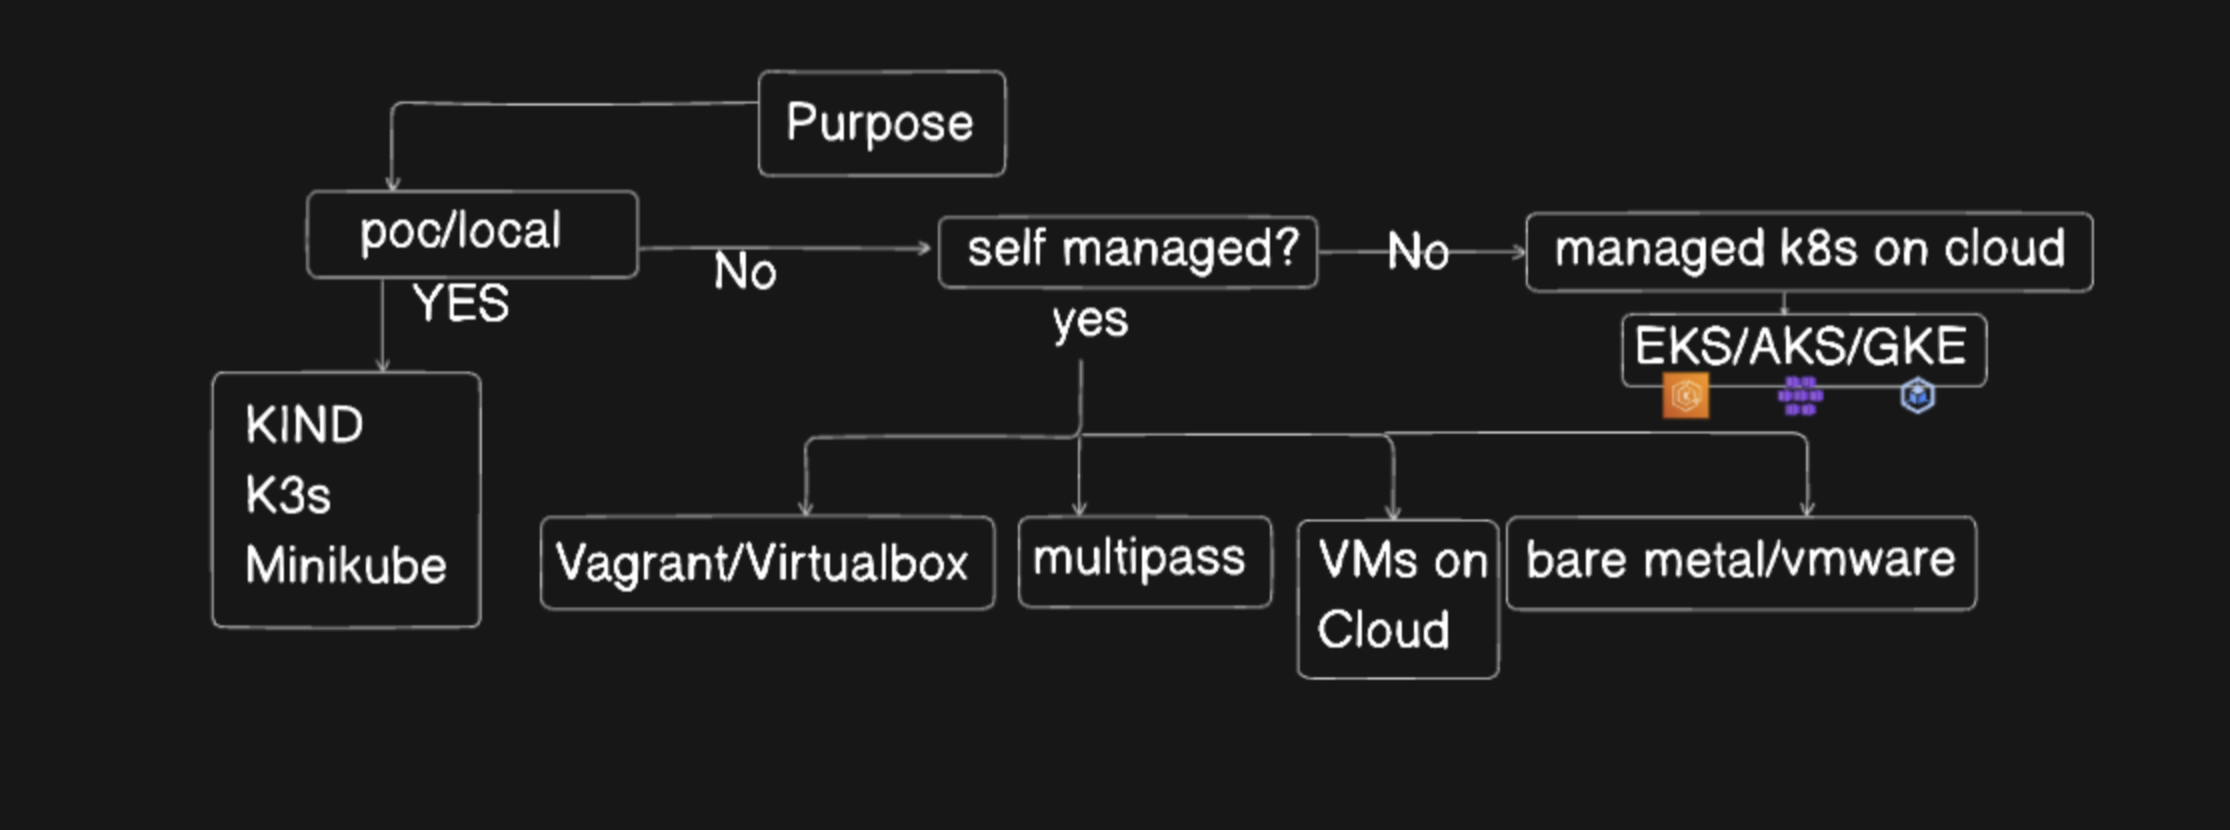 Purpose
poc/local
No
self managed?
No
managed k8s on cloud
YES
yes
EKS/AKS/GKE
KIND
K3s
Minikube
Vagrant/Virtualbox
multipass
VMs on
Cloud
bare metal/vmware